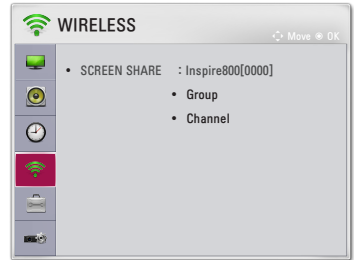 WIRELESS
Move OK
• SCREEN SHARE : Inspire800[0000]
• Group
• Channel